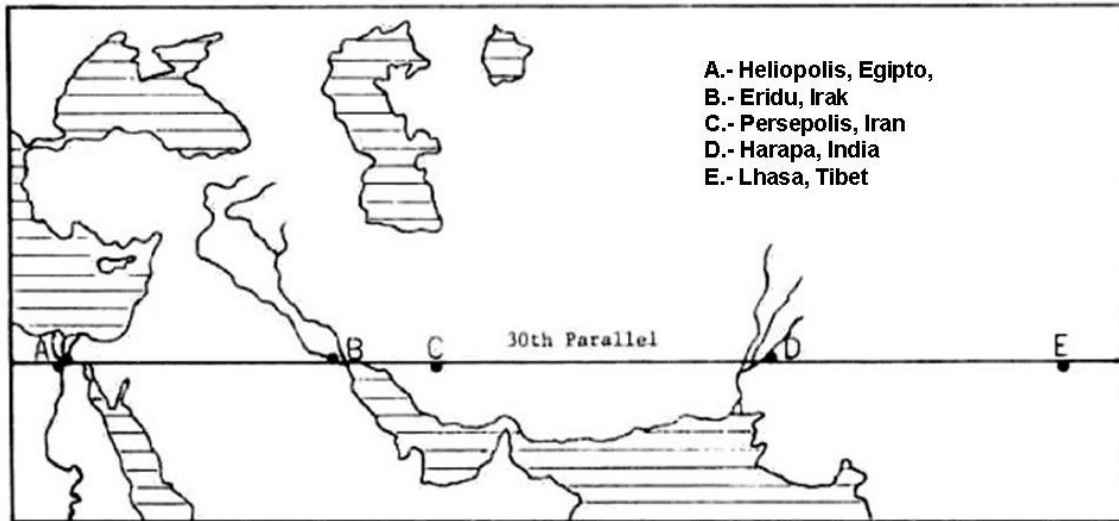 A.- Heliopolis, Egipto,
B.- Eridu, Irak
C.- Persepolis, Iran
D.- Harapa, India
E.- Lhasa, Tibet
30th Parallel
A B C D E